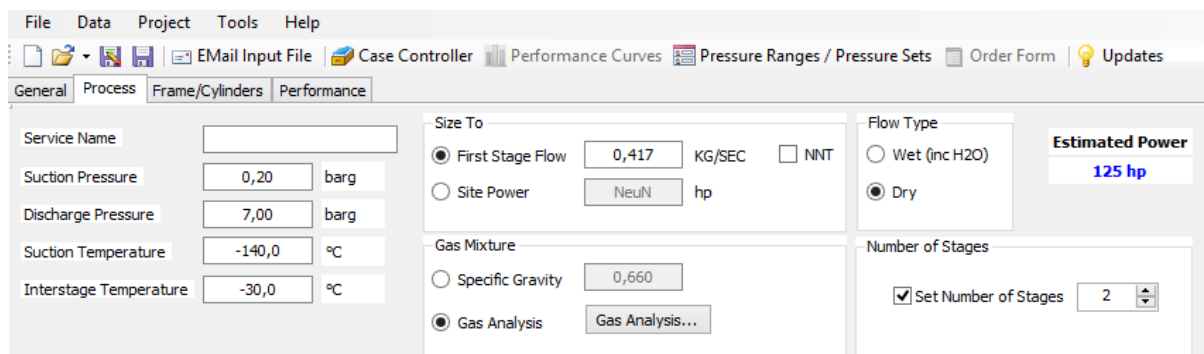 File Data Project Tools Help
EMail Input File Case Controller Performance Curves Pressure Ranges / Pressure Sets Order Form Updates
General Process Frame/Cylinders Performance
Service Name
Suction Pressure 0,20 barg
Discharge Pressure 7,00 barg
Suction Temperature -140,0 °C
Interstage Temperature -30,0 °C
Size To
First Stage Flow 0,417 KG/SEC NNT
Site Power NeuN hp
Gas Mixture
Specific Gravity 0,660
Gas Analysis Gas Analysis...
Flow Type
Wet (inc H2O)
Dry
Estimated Power
125 hp
Number of Stages
Set Number of Stages 2